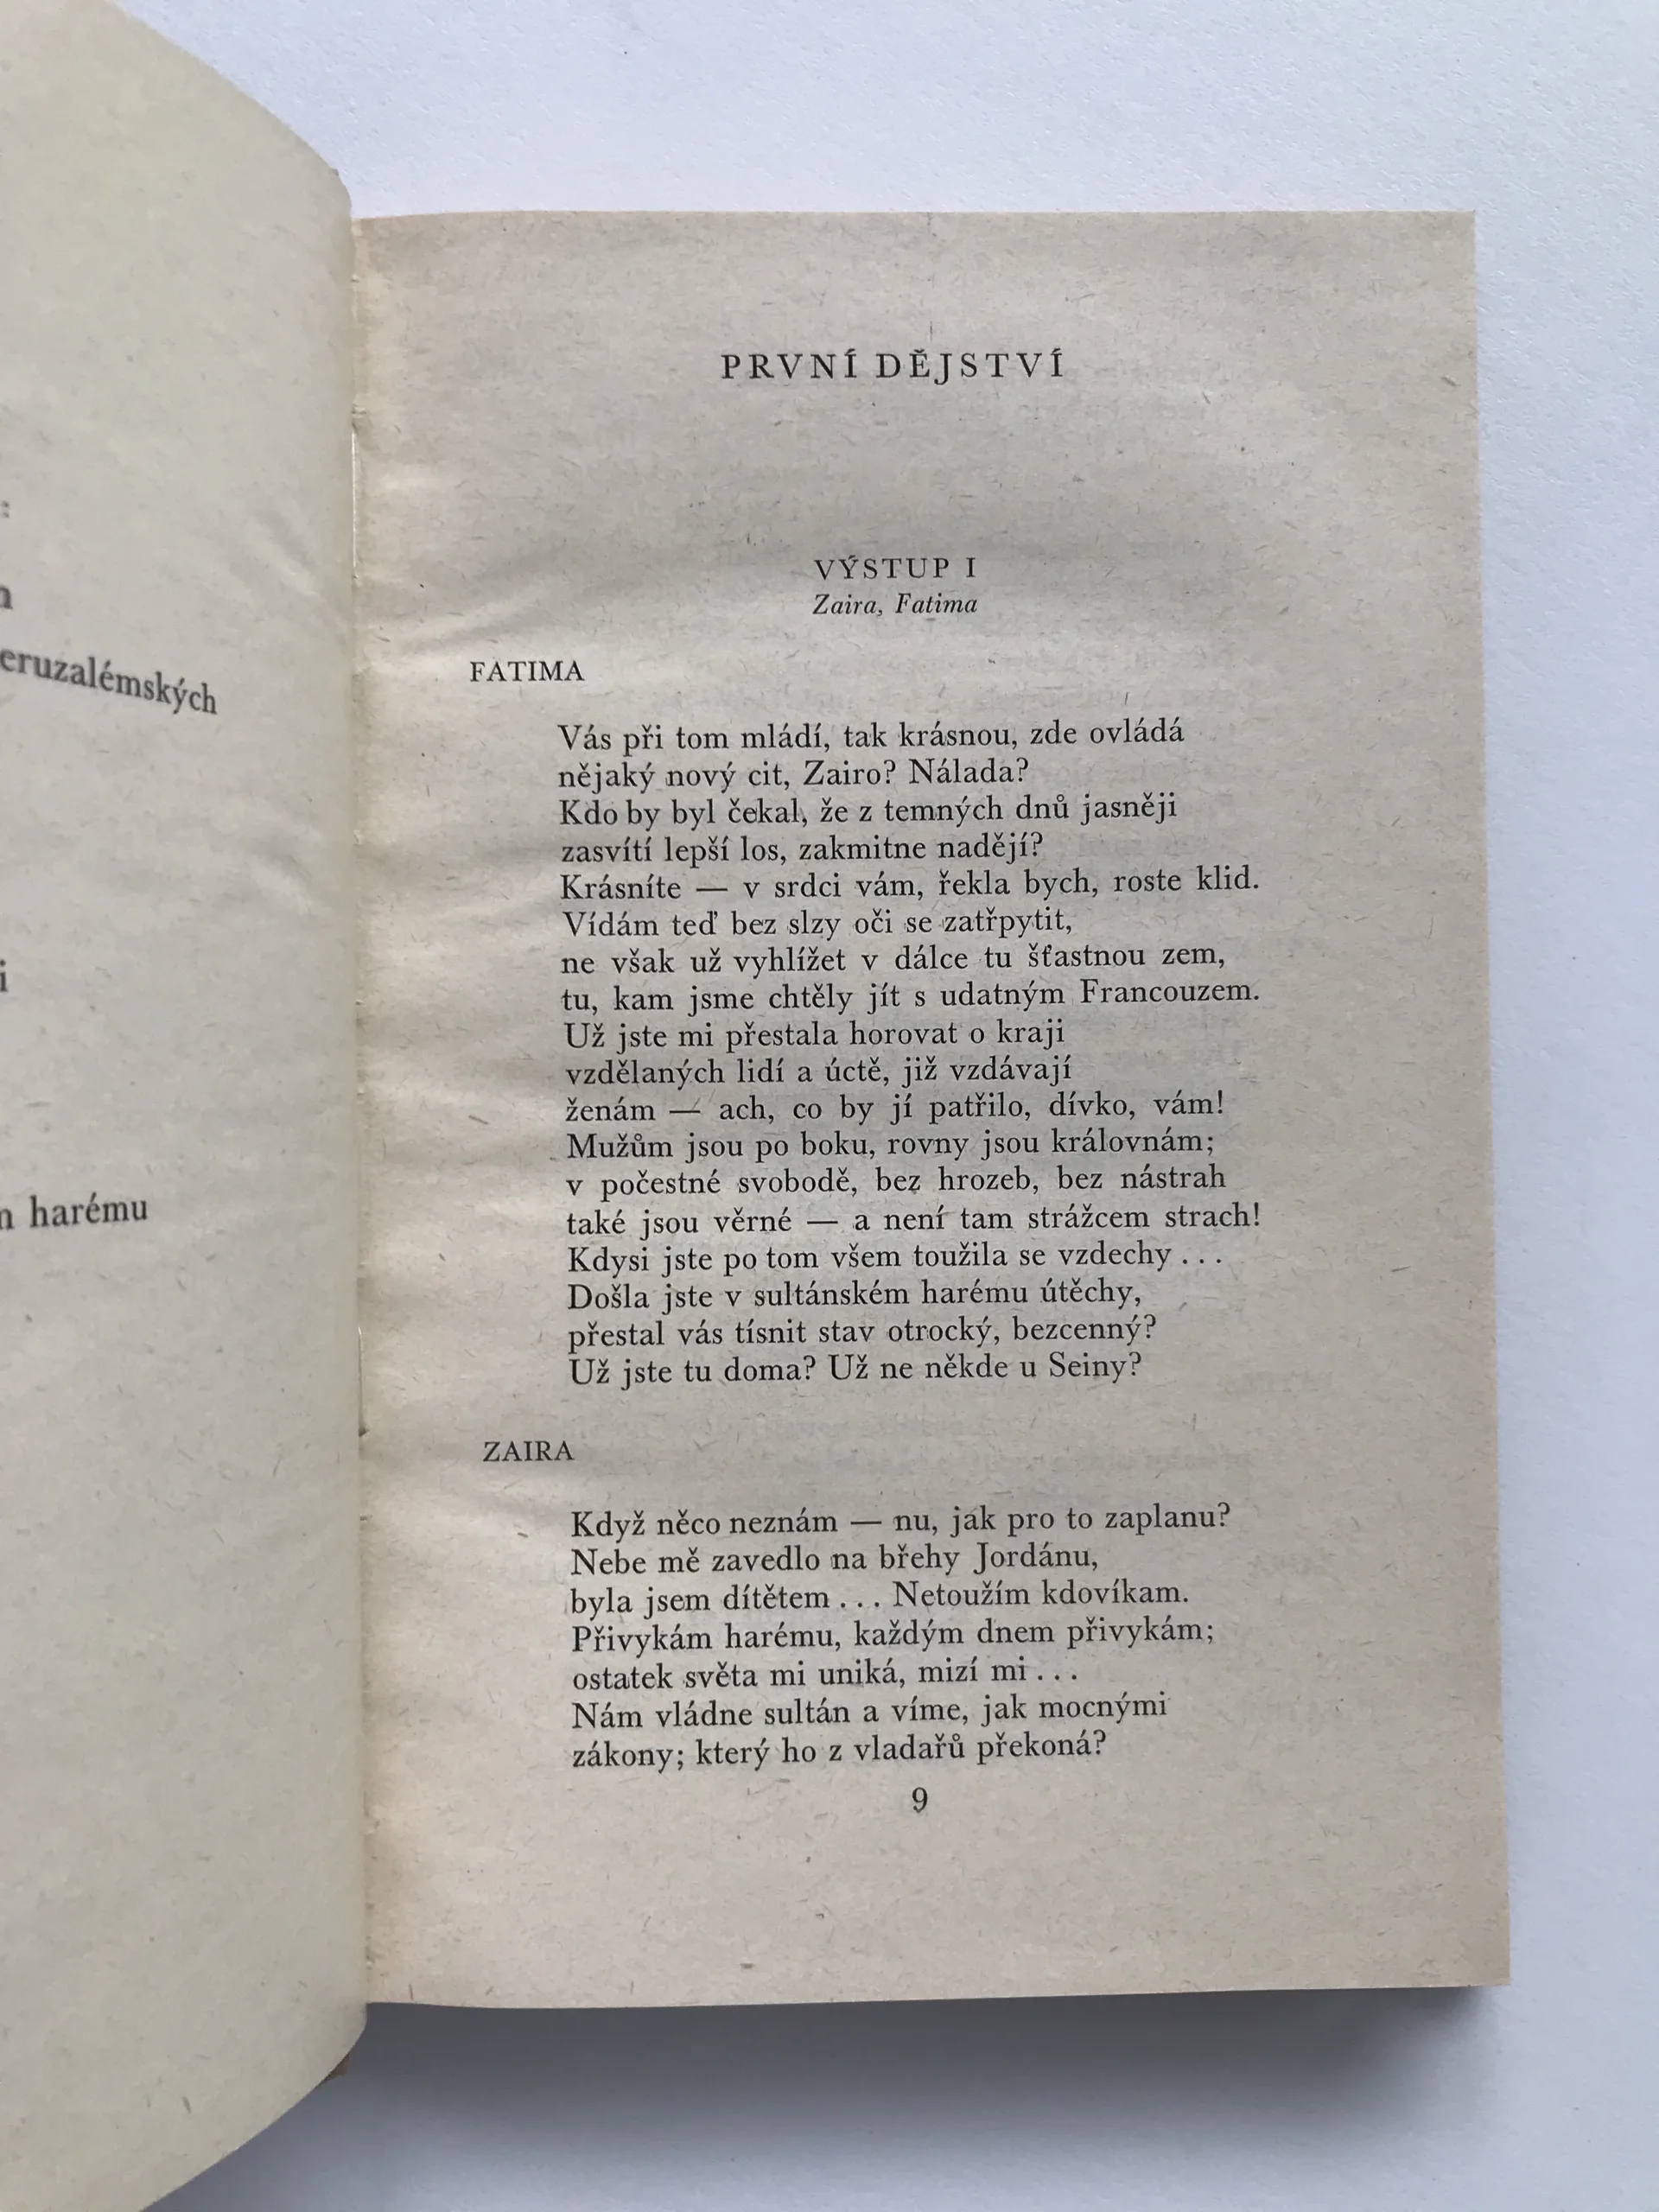 eruzalémských
harému
PRVNÍ DĚJSTVÍ
VÝSTUP I
Zaira, Fatima
FATIMA
Vás při tom mládí, tak krásnou, zde ovládá
nějaký nový cit, Zairo? Nálada?
Kdo by byl čekal, že z temných dnů jasněji
zasvítí lepší los, zakmitne nadějí?
Krásníte — v srdci vám, řekla bych, roste klid.
Vídám teď bez slzy oči se zatřpytit,
ne však už vyhlížet v dálce tu šťastnou zem,
tu, kam jsme chtěly jít s udatným Francouzem.
Už jste mi přestala horovat o kraji
vzdělaných lidí a úctě, již vzdávají
ženám — ach, co by jí patřilo, dívko, vám!
Mužům jsou po boku, rovny jsou královnám;
v počestné svobodě, bez hrozeb, bez nástrah
také jsou věrné — a není tam strážcem strach!
Kdysi jste po tom všem toužila se vzdechy . . .
Došla jste v sultánském harému útěchy,
přestal vás tísnit stav otrocký, bezcenný?
Už jste tu doma? Už ne někde u Seiny?
ZAIRA
Když něco neznám — nu, jak pro to zaplanu?
Nebe mě zavedlo na břehy Jordánu,
byla jsem dítětem . . . Netoužím kdovíkam.
Přivykám harému, každým dnem přivykám;
ostatek světa mi uniká, mizí mi . . .
Nám vládne sultán a víme, jak mocnými
zákony; který ho z vladařů překoná?
9